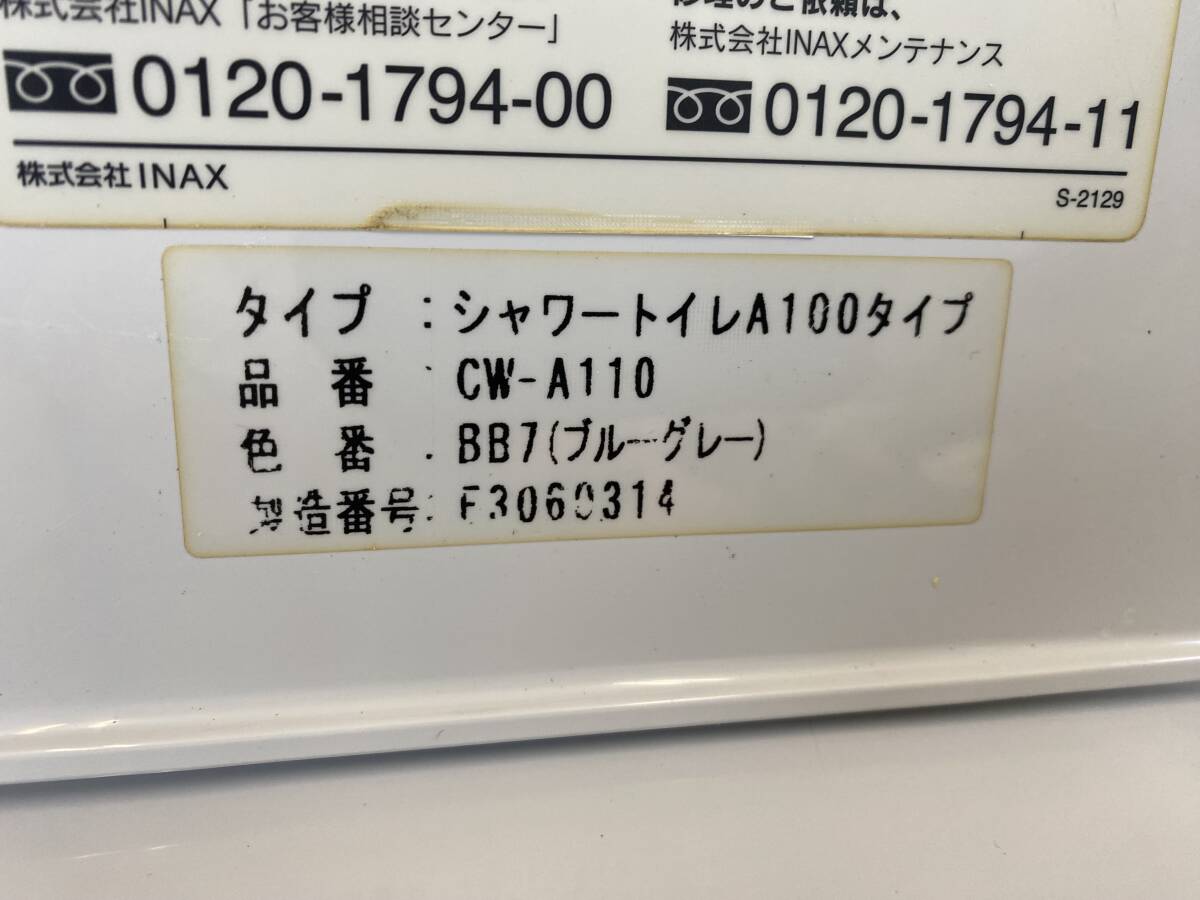 株式会社INAX「お客様相談センター」
0120-1794-00
修理のご依頼は、
株式会社INAXメンテナンス
0120-1794-11
株式会社INAX
S-2129
タイプ:シャワートイレA100タイプ
品番:CW-A110
色番:BB7(ブルーグレー)
製造番号:F3060314